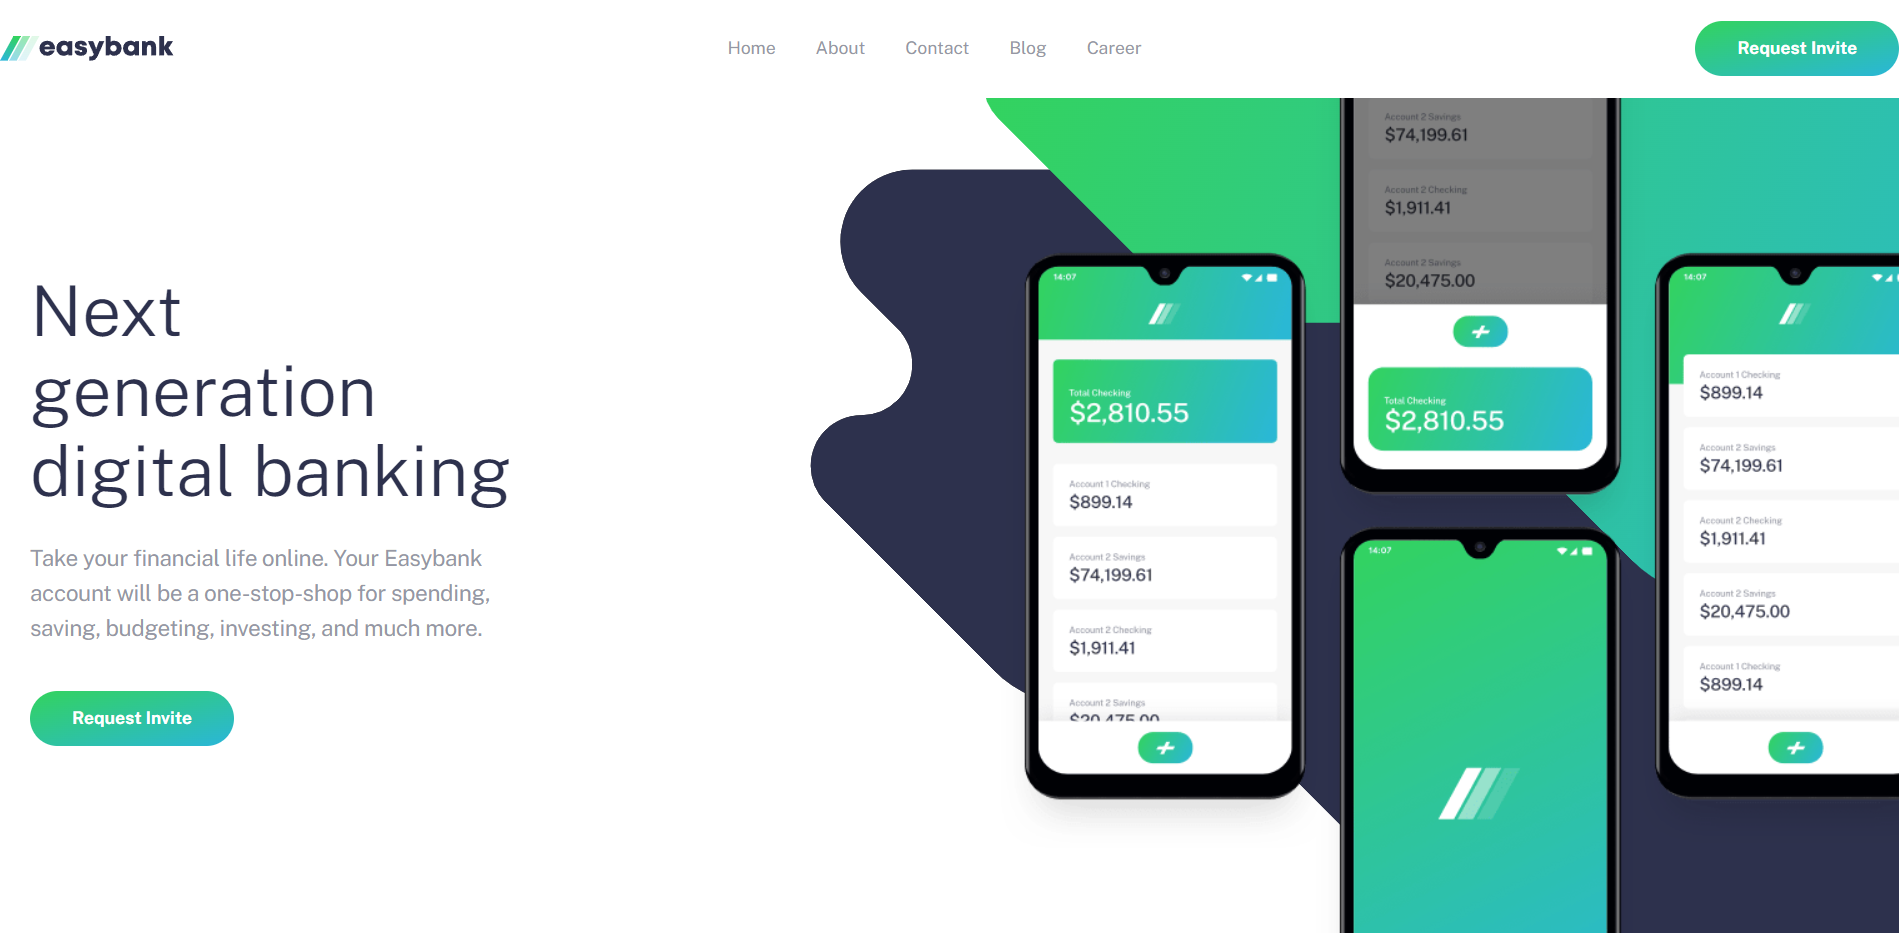 easybank
Home
About
Contact
Blog
Career
Request Invite
Next
generation
digital banking
Take your financial life online. Your Easybank
account will be a one-stop-shop for spending,
saving, budgeting, investing, and much more.
Request Invite
14:07
Total Checking
$2,810.55
Account 1 Checking
$899.14
Account 2 Savings
$74,199.61
Account 2 Checking
$1,911.41
Account 2 Savings
$20,475.00
Account 2 Savings
$74,199.61
Account 2 Checking
$1,911.41
Account 2 Savings
$20,475.00
Total Checking
$2,810.55
14:07
14:07
Account 1 Checking
$899.14
Account 2 Savings
$74,199.61
Account 2 Checking
$1,911.41
Account 2 Savings
$20,475.00
Account 1 Checking
$899.14